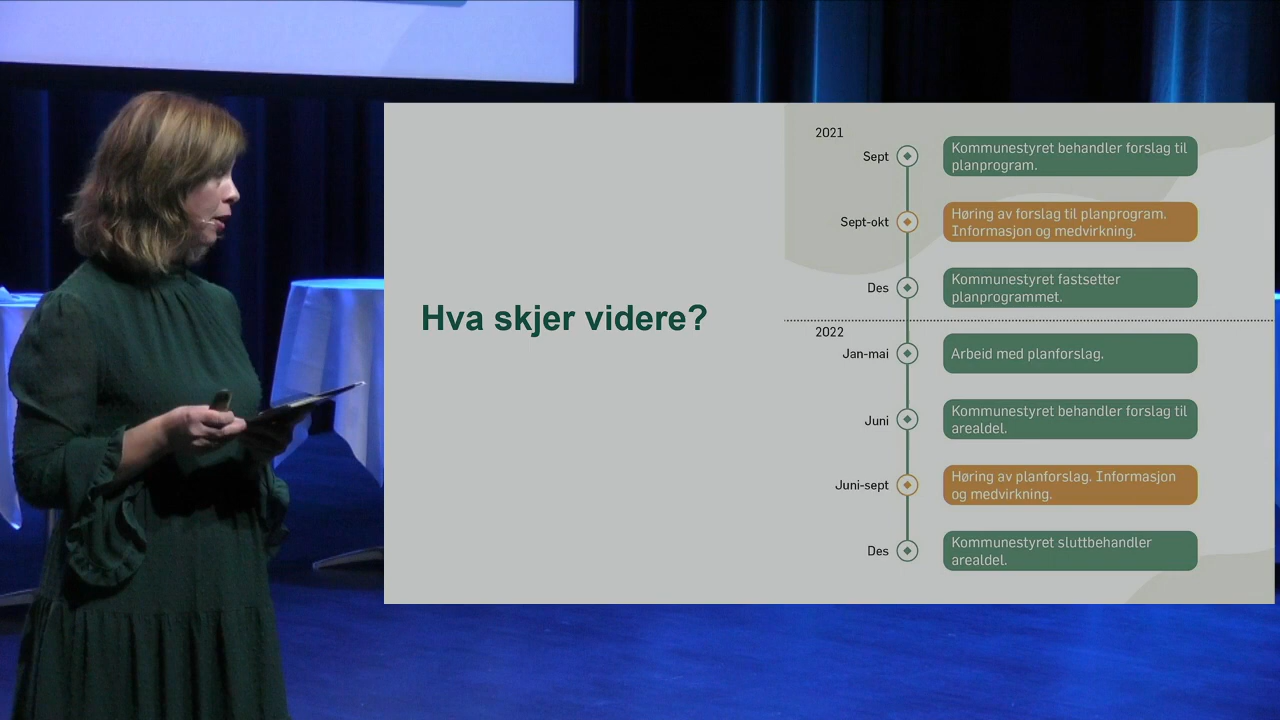 Hva skjer videre?
2021
Sept
Kommunestyret behandler forslag til
planprogram.
Sept-okt
Høring av forslag til planprogram.
Informasjon og medvirkning.
Des
Kommunestyret fastsetter
planprogrammet.
2022
Jan-mai
Arbeid med planforslag.
Juni
Kommunestyret behandler forslag til
arealdel.
Juni-sept
Høring av planforslag. Informasjon
og medvirkning.
Des
Kommunestyret sluttbehandler
arealdel.